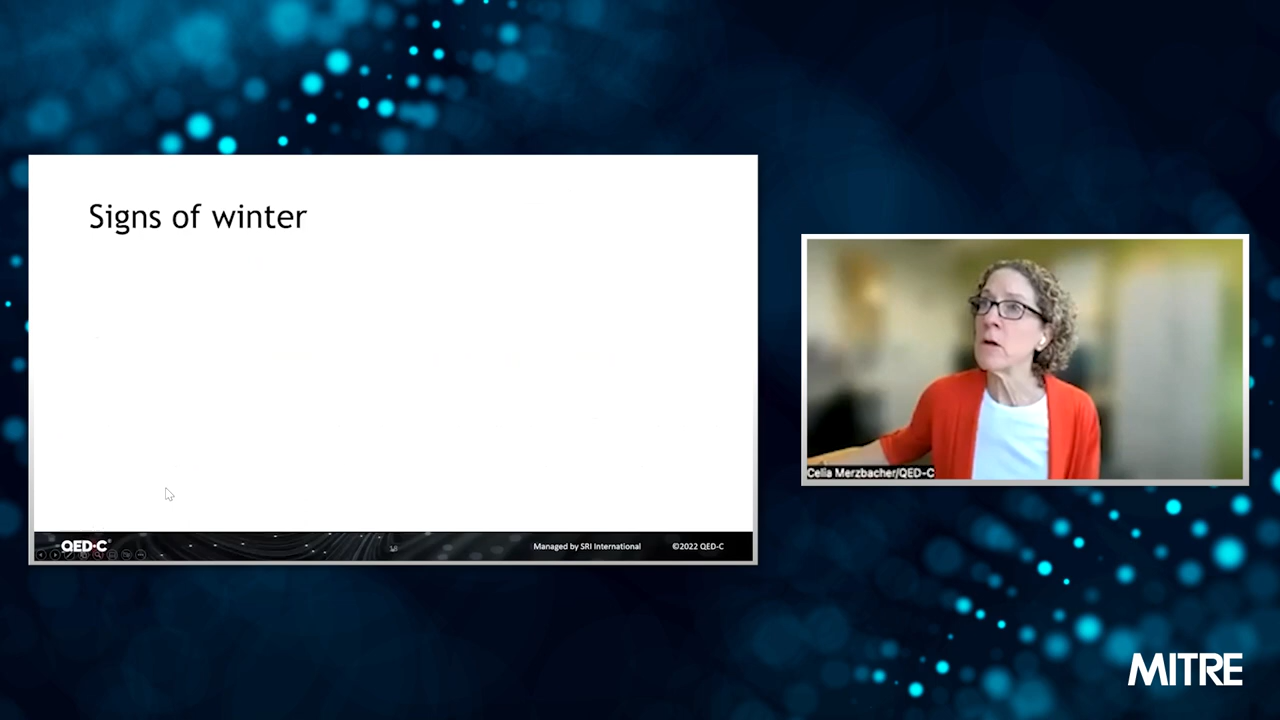 Signs of winter
QED-C
Managed by SRI International
©2022 QED-C
Celia Merzbacher/QED-C
MITRE